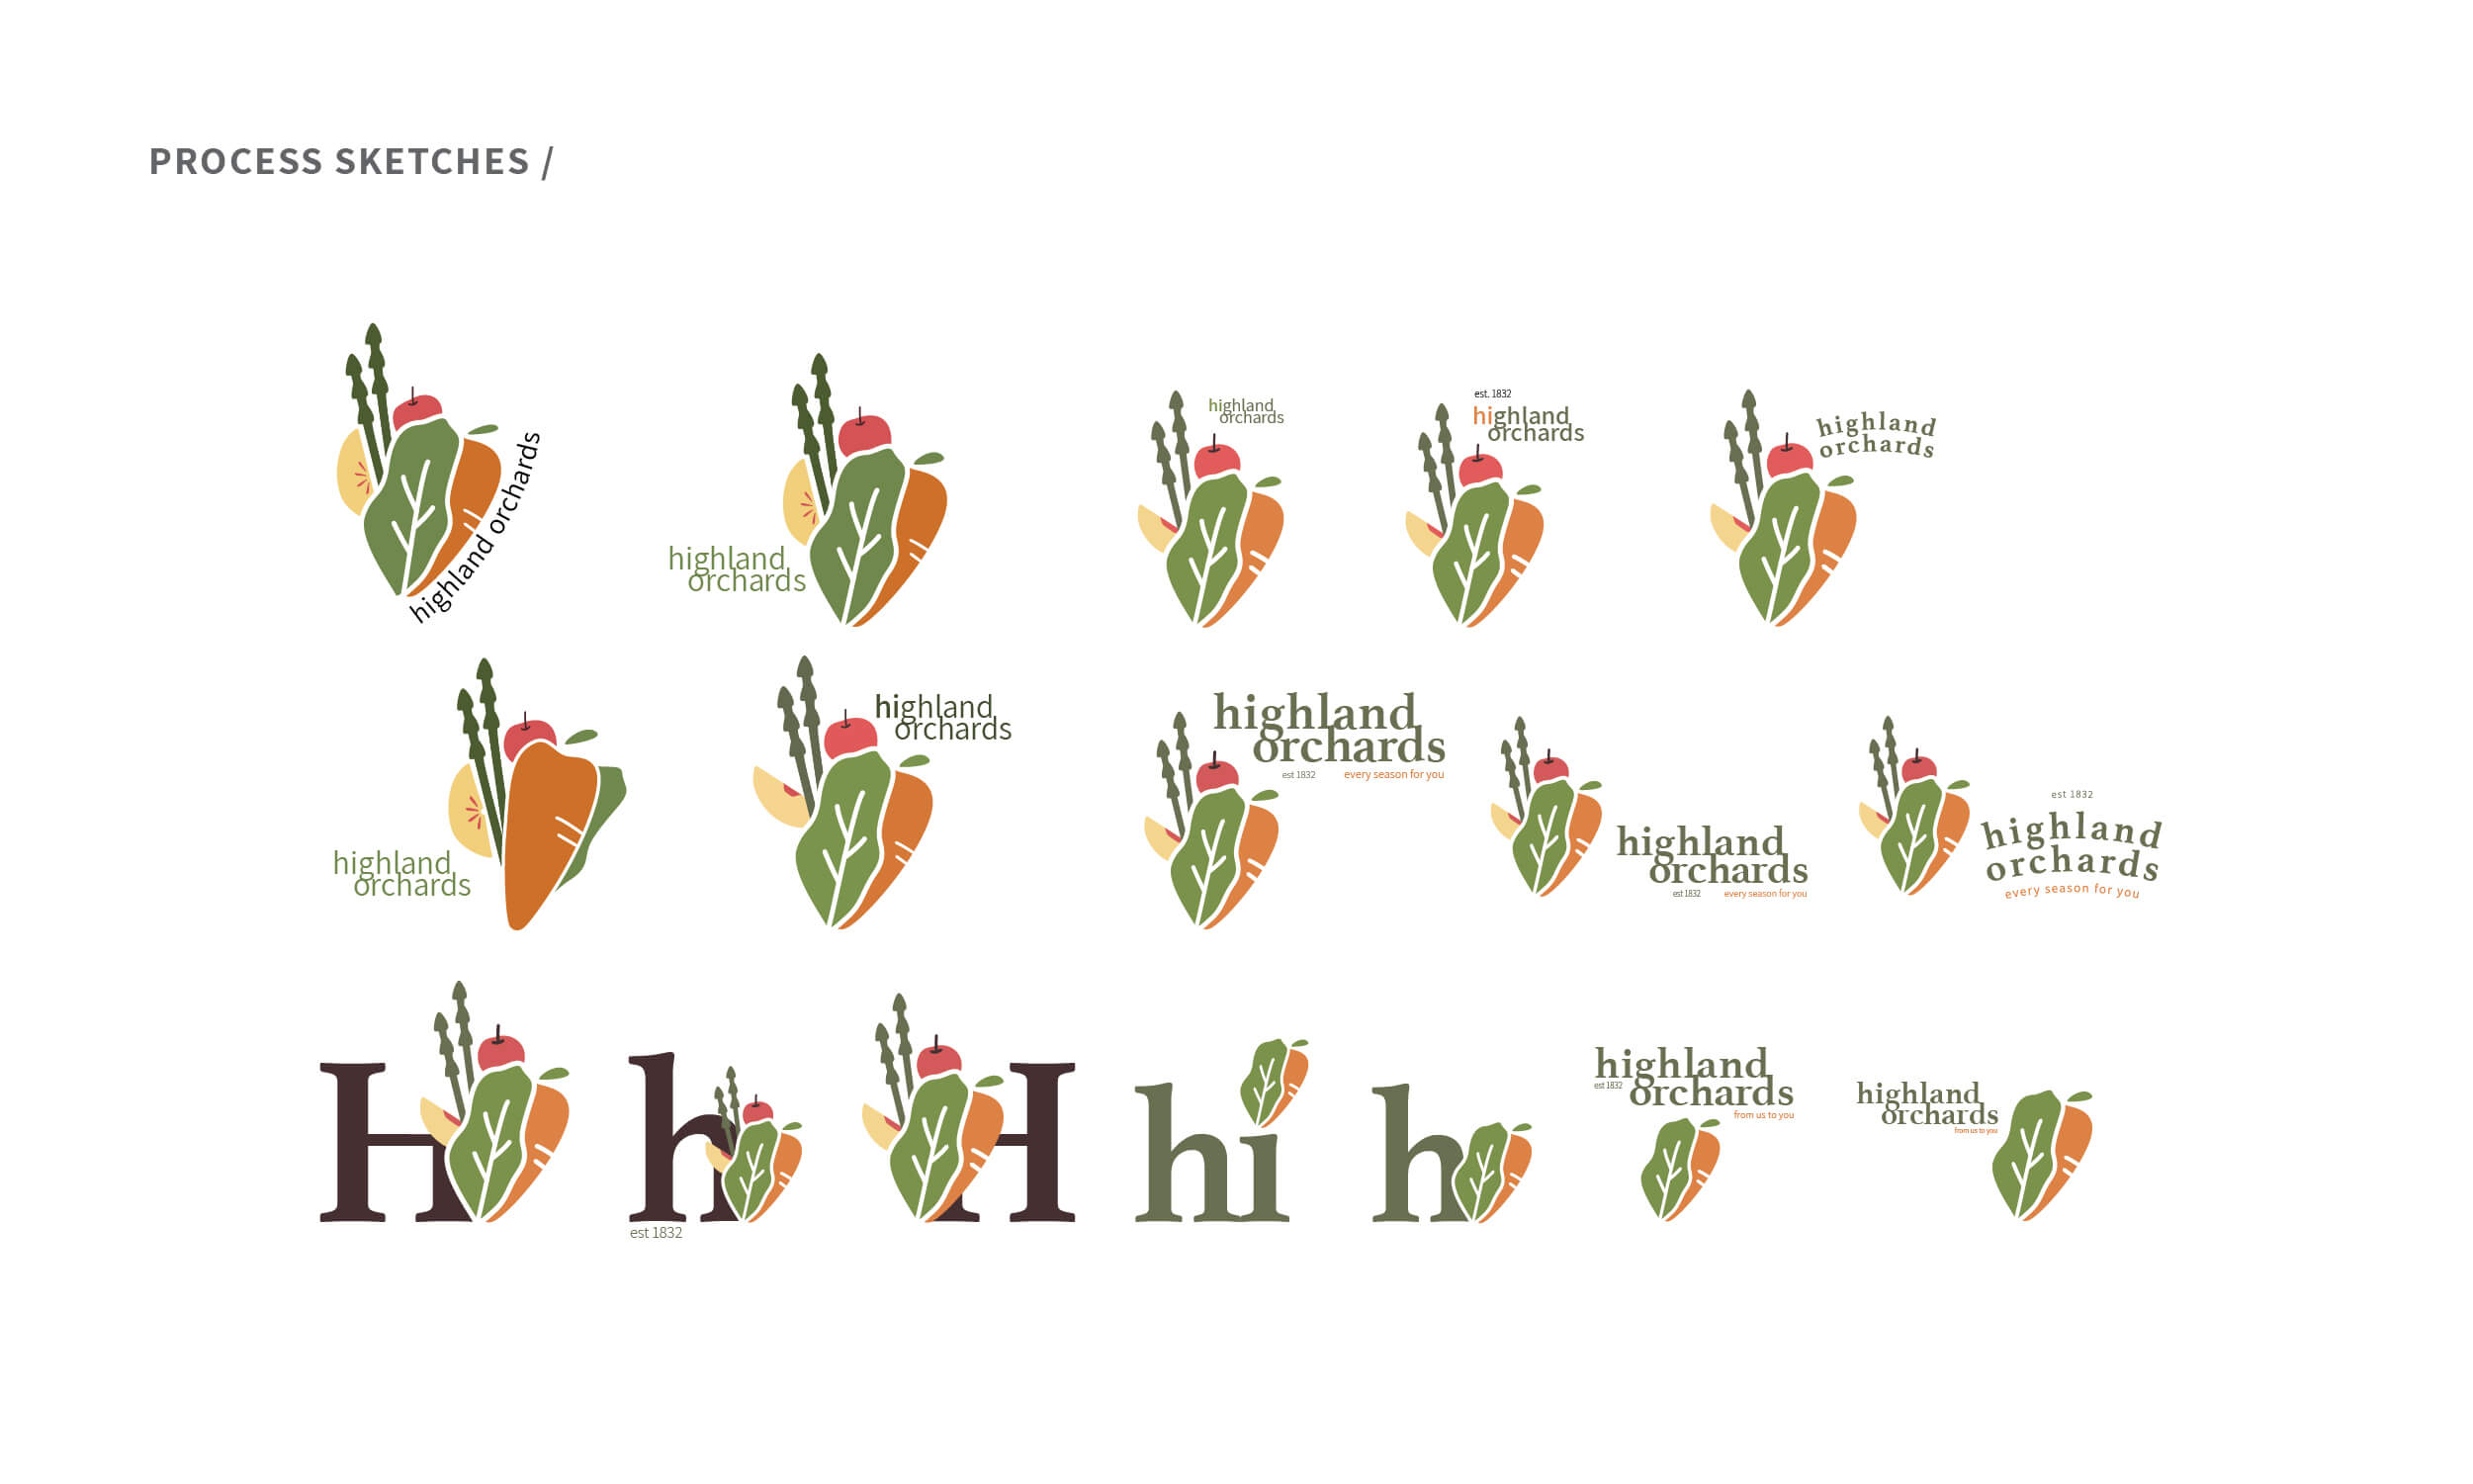 PROCESS SKETCHES /
highland orchards
highland
orchards
highland
orchards
est. 1832
highland
orchards
highland
orchards
highland
orchards
highland
orchards
highland
orchards
est 1832 every season for you
highland
orchards
est 1832 every season for you
est 1832
highland
orchards
every season for you
H
h
est 1832
H
hi
h
highland
est 1832
orchards
from us to you
highland
orchards
from us to you